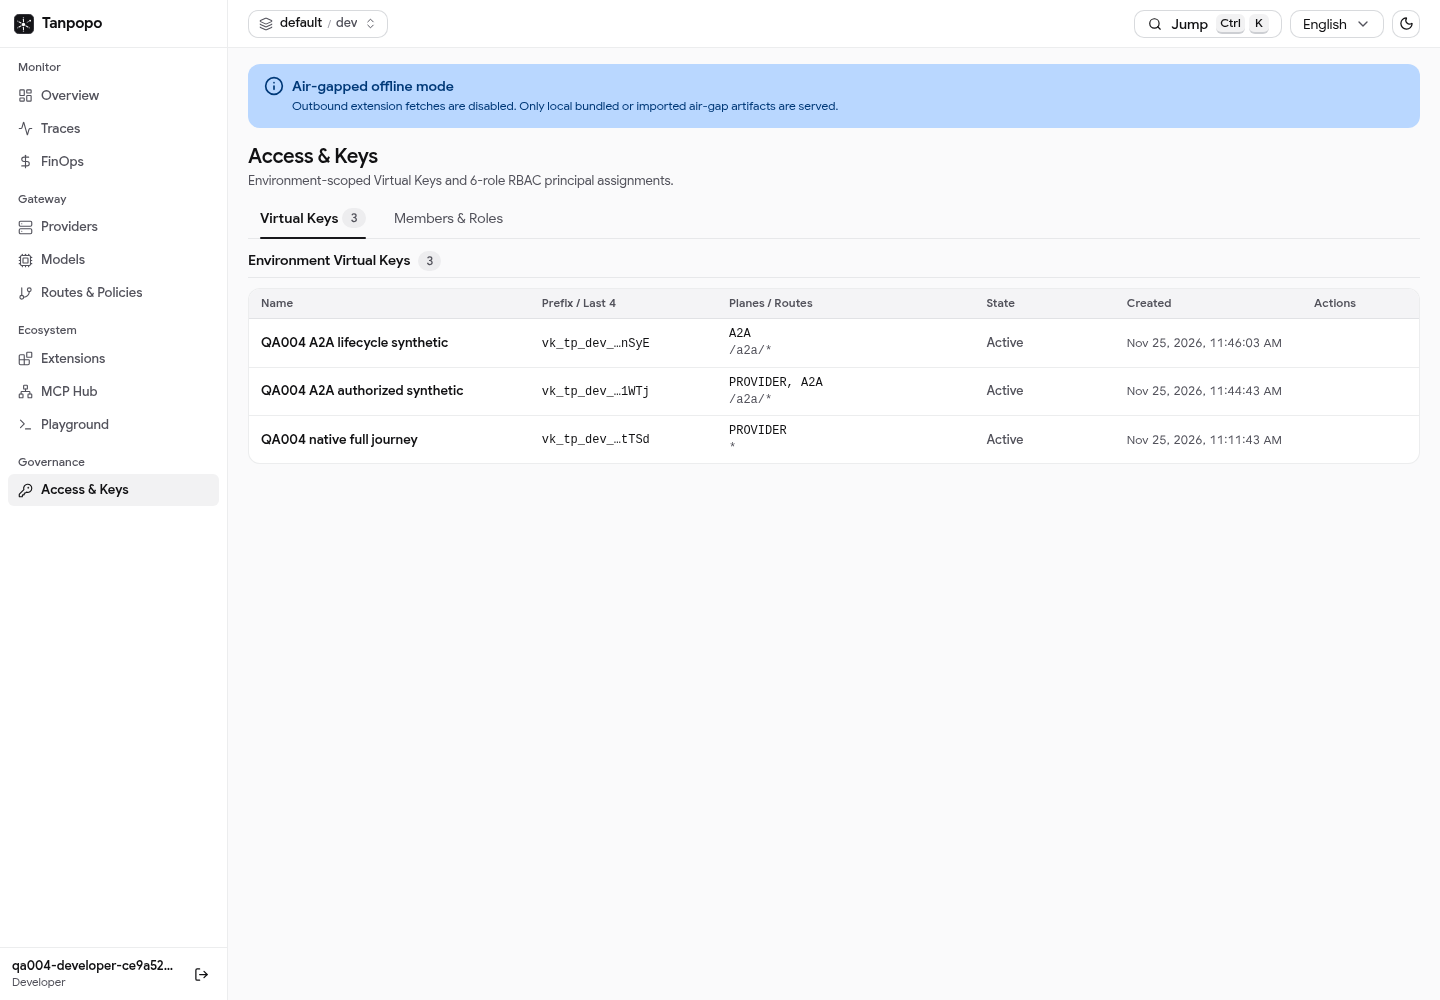 Tanpopo
default / dev
Jump Ctrl K
English
Monitor
Overview
Traces
FinOps
Gateway
Providers
Models
Routes & Policies
Ecosystem
Extensions
MCP Hub
Playground
Governance
Access & Keys
qa004-developer-ce9a52...
Developer
Air-gapped offline mode
Outbound extension fetches are disabled. Only local bundled or imported air-gap artifacts are served.
Access & Keys
Environment-scoped Virtual Keys and 6-role RBAC principal assignments.
Virtual Keys 3 Members & Roles
Environment Virtual Keys 3
Name Prefix / Last 4 Planes / Routes State Created Actions
QA004 A2A lifecycle synthetic vk_tp_dev_…nSyE A2A Active Nov 25, 2026, 11:46:03 AM
/a2a/*
QA004 A2A authorized synthetic vk_tp_dev_…1WTj PROVIDER, A2A Active Nov 25, 2026, 11:44:43 AM
/a2a/*
QA004 native full journey vk_tp_dev_…tTSd PROVIDER Active Nov 25, 2026, 11:11:43 AM
*